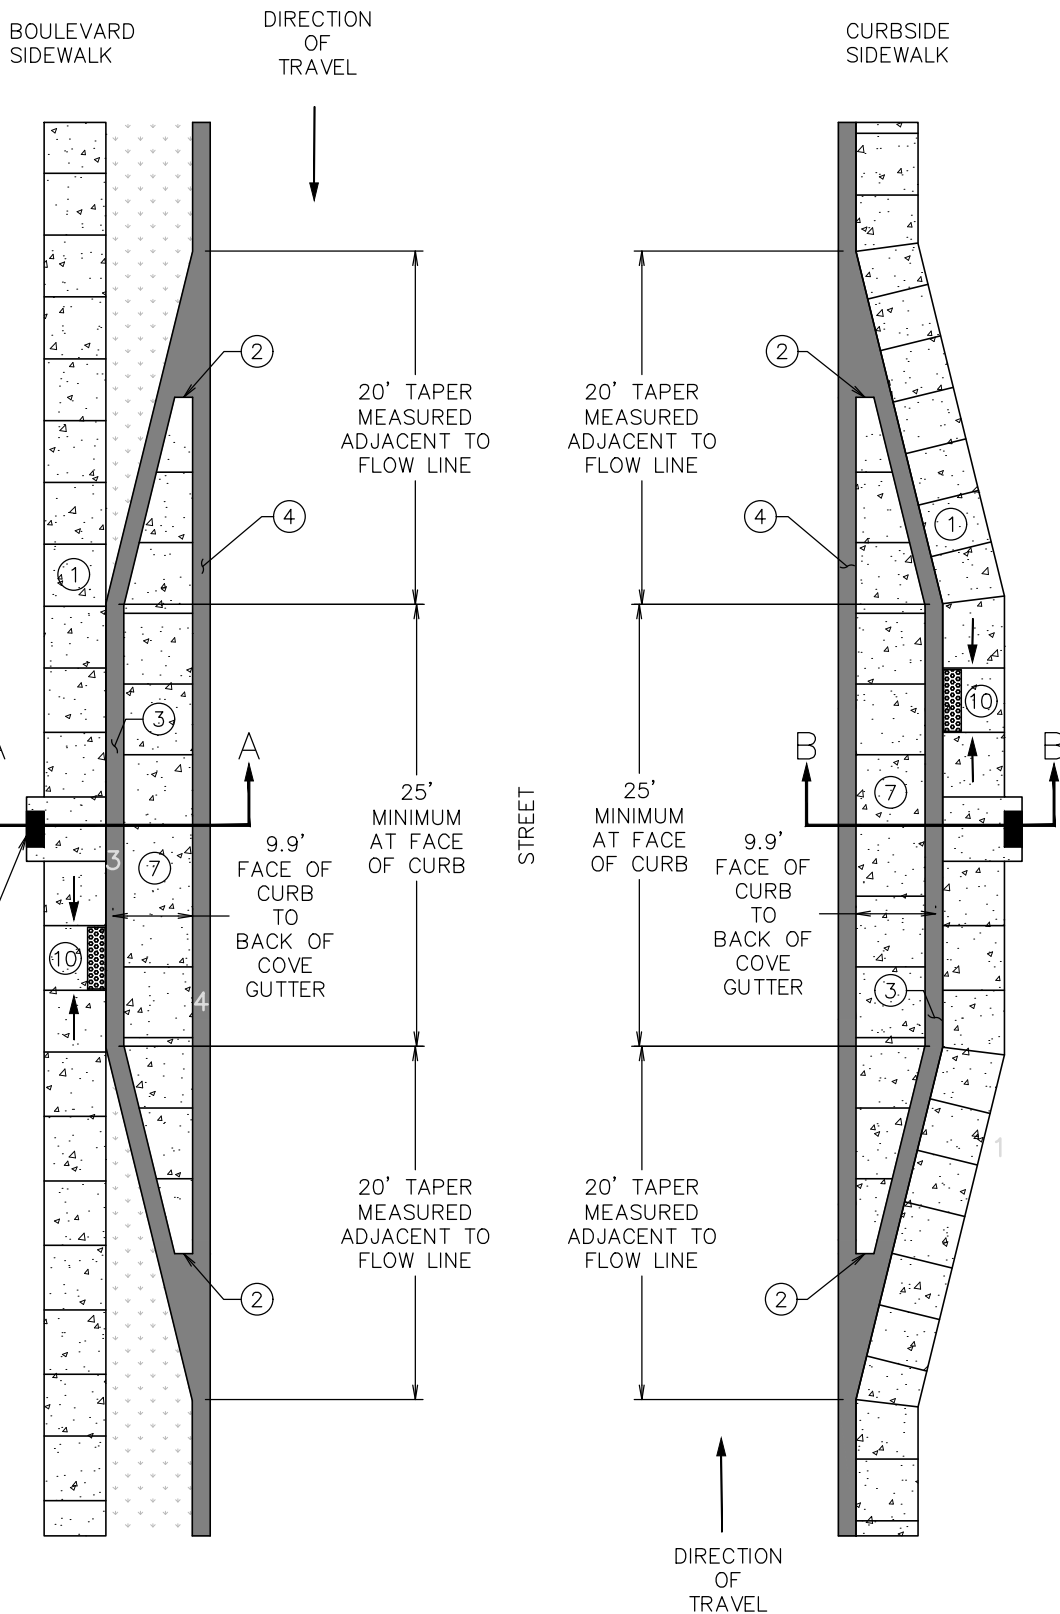 BOULEVARD
SIDEWALK
DIRECTION
OF
TRAVEL
CURBSIDE
SIDEWALK
2
2
20' TAPER
MEASURED
ADJACENT TO
FLOW LINE
20' TAPER
MEASURED
ADJACENT TO
FLOW LINE
4
4
1
1
3
10
A
A
B
B
25'
MINIMUM
AT FACE
OF CURB
STREET
25'
MINIMUM
AT FACE
OF CURB
7
7
3
9.9'
FACE OF
CURB
TO
BACK OF
COVE
GUTTER
9.9'
FACE OF
CURB
TO
BACK OF
COVE
GUTTER
10
4
3
1
20' TAPER
MEASURED
ADJACENT TO
FLOW LINE
20' TAPER
MEASURED
ADJACENT TO
FLOW LINE
2
2
DIRECTION
OF
TRAVEL